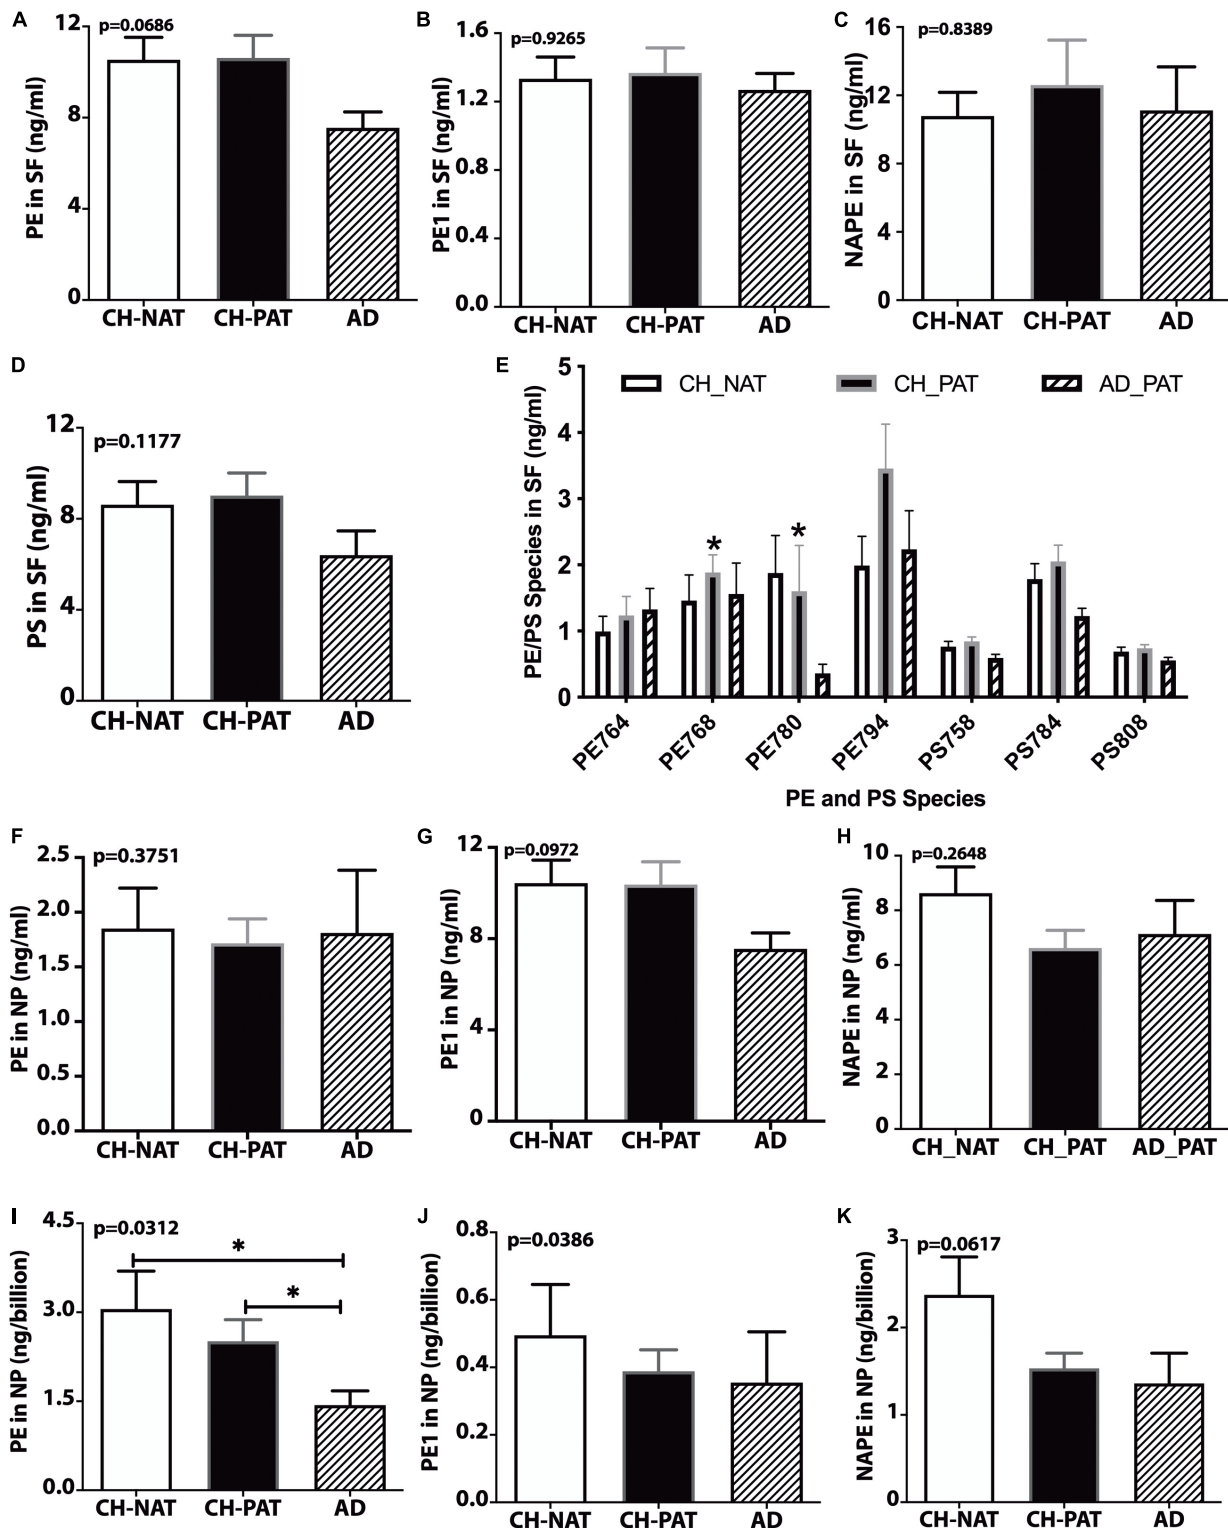 A
PE in SF (ng/ml)
p=0.0686
12
8
4
0
CH-NAT CH-PAT AD
B
PE1 in SF (ng/ml)
p=0.9265
1.6
1.2
0.8
0.4
0.0
CH-NAT CH-PAT AD
C
NAPE in SF (ng/ml)
p=0.8389
16
12
8
4
0
CH-NAT CH-PAT AD
D
PS in SF (ng/ml)
p=0.1177
12
8
4
0
CH-NAT CH-PAT AD
E
PE/PS Species in SF (ng/ml)
5
4
3
2
1
0
CH_NAT CH_PAT AD_PAT
* *
PE764 PE768 PE780 PE794 PS758 PS784 PS808
PE and PS Species
F
PE in NP (ng/ml)
p=0.3751
2.5
2.0
1.5
1.0
0.5
0.0
CH-NAT CH-PAT AD
G
PE1 in NP (ng/ml)
p=0.0972
12
8
4
0
CH-NAT CH-PAT AD
H
NAPE in NP (ng/ml)
p=0.2648
10
8
6
4
2
0
CH_NAT CH_PAT AD_PAT
I
PE in NP (ng/billion)
p=0.0312
4.5
3.0
1.5
0.0
*
*
CH-NAT CH-PAT AD
J
PE1 in NP (ng/billion)
p=0.0386
0.8
0.6
0.4
0.2
0.0
CH-NAT CH-PAT AD
K
NAPE in NP (ng/billion)
p=0.0617
3
2
1
0
CH-NAT CH-PAT AD